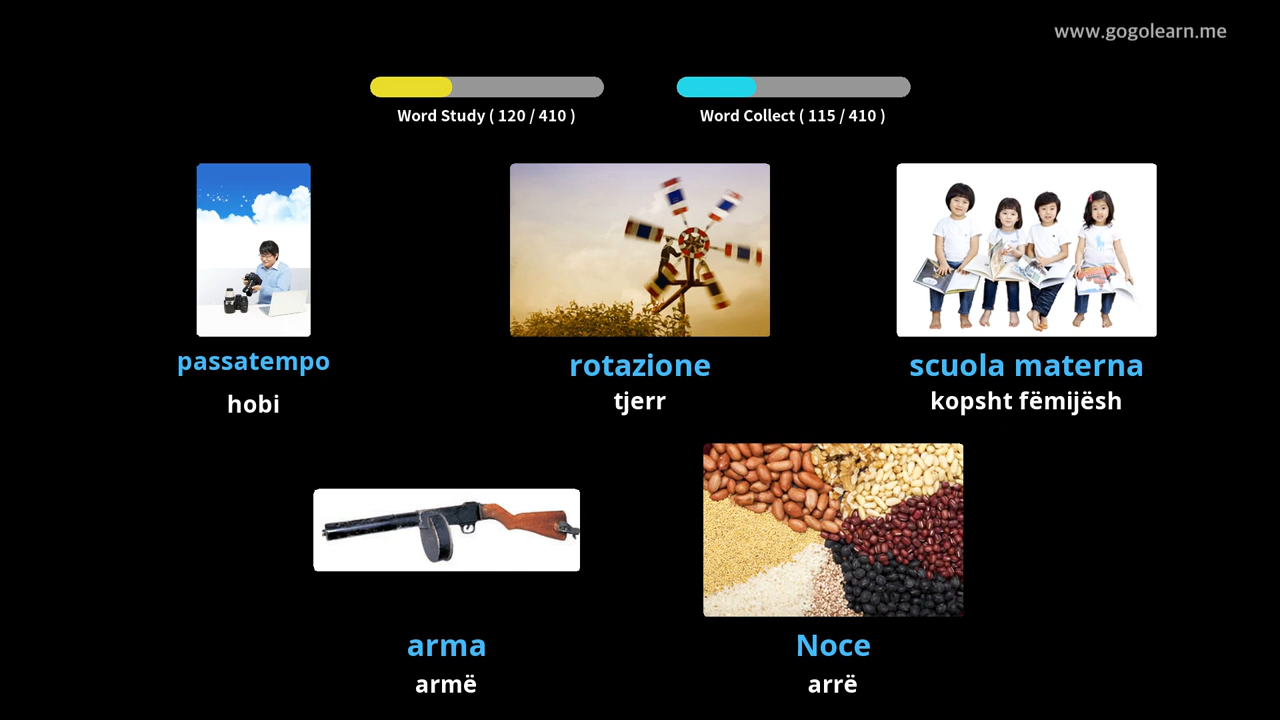 www.gogolearn.me
Word Study ( 120 / 410 )
Word Collect ( 115 / 410 )
passatempo
hobi
rotazione
tjerr
scuola materna
kopsht fëmijësh
arma
armë
Noce
arrë